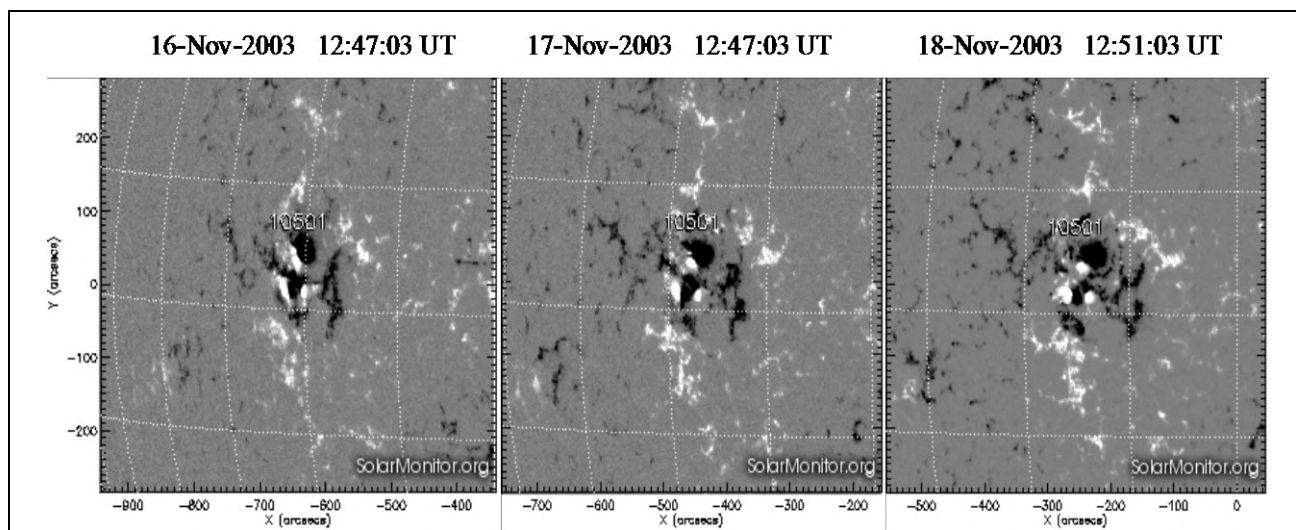 16-Nov-2003 12:47:03 UT
17-Nov-2003 12:47:03 UT
18-Nov-2003 12:51:03 UT
200
100
0
-100
-200
Y (arcsecs)
10501
10501
10501
SolarMonitor.org
SolarMonitor.org
SolarMonitor.org
-900 -800 -700 -600 -500 -400
-700 -600 -500 -400 -300 -200
-500 -400 -300 -200 -100 0
X (arcsecs)
X (arcsecs)
X (arcsecs)